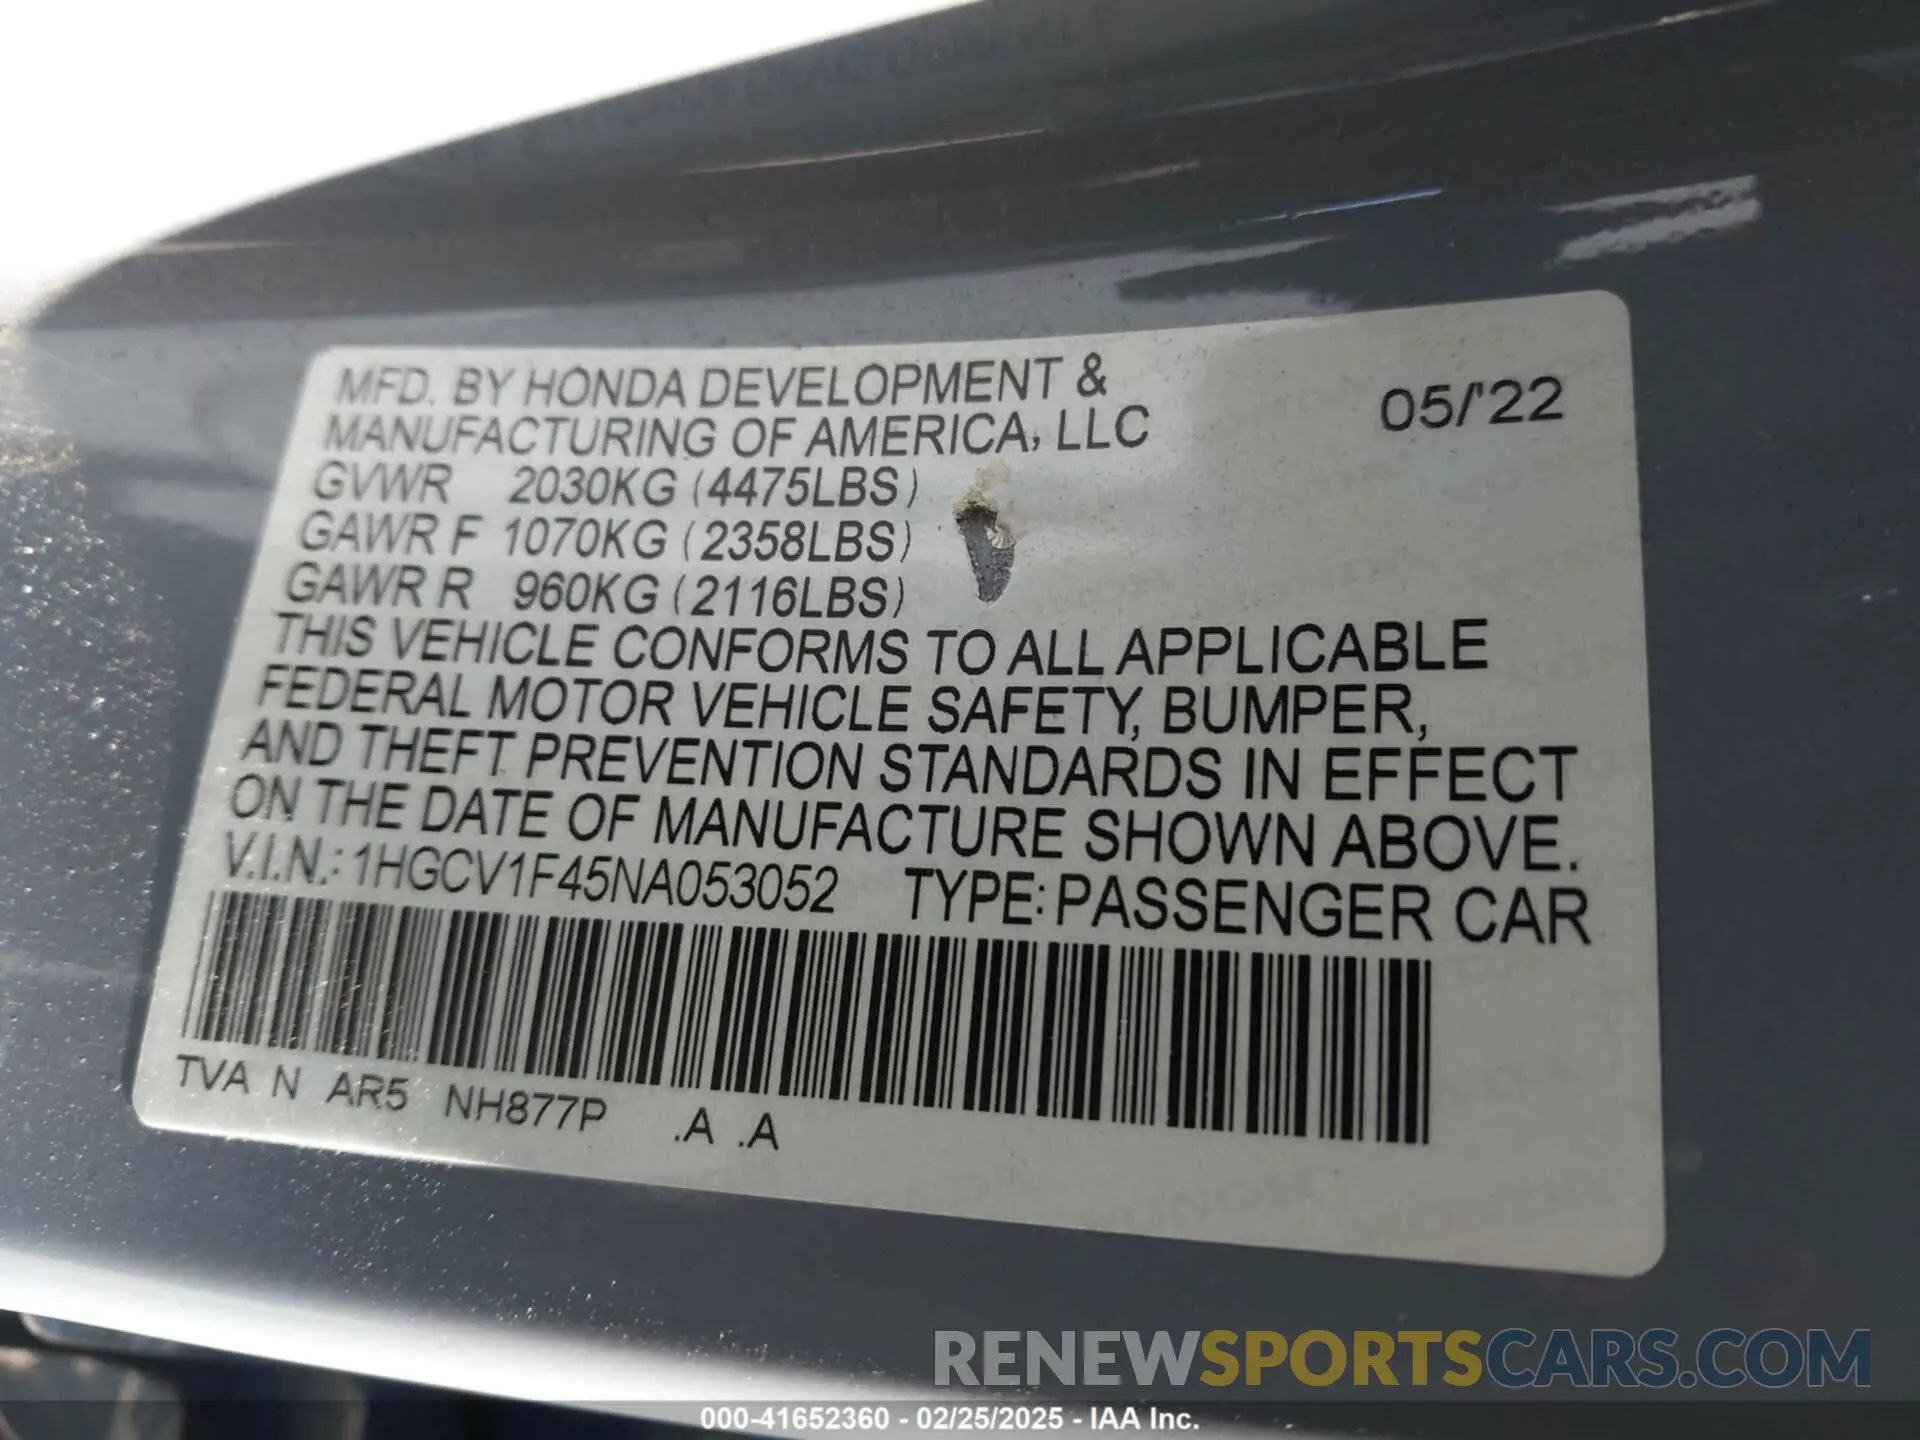 MFD. BY HONDA DEVELOPMENT & 05/'22
MANUFACTURING OF AMERICA, LLC
GVWR 2030KG (4475LBS)
GAWR F 1070KG (2358LBS)
GAWR R 960KG (2116LBS)
THIS VEHICLE CONFORMS TO ALL APPLICABLE
FEDERAL MOTOR VEHICLE SAFETY, BUMPER,
AND THEFT PREVENTION STANDARDS IN EFFECT
ON THE DATE OF MANUFACTURE SHOWN ABOVE.
V.I.N.: 1HGCV1F45NA053052 TYPE: PASSENGER CAR
TVA N AR5 NH877P .A .A
RENEWSPORTSCARS.COM
000-41652360 - 02/25/2025 - IAA Inc.